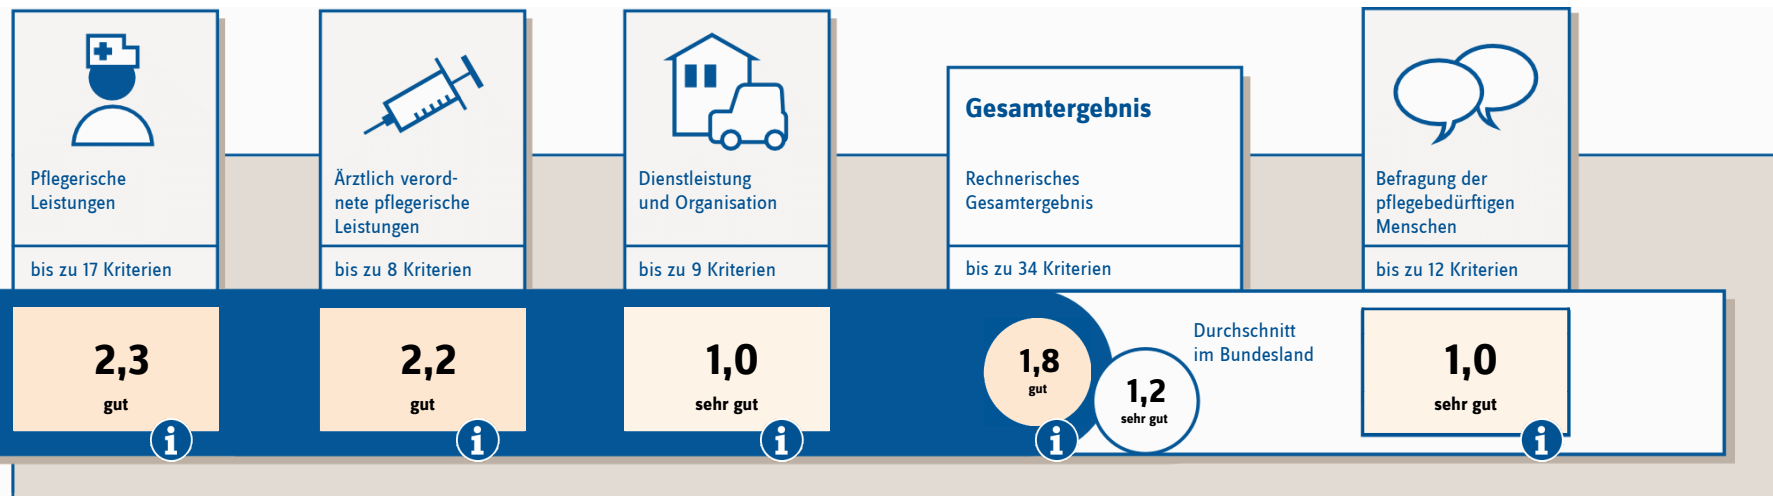 Pflegerische
Leistungen
bis zu 17 Kriterien
2,3
gut
i
Ärztlich verord-
nete pflegerische
Leistungen
bis zu 8 Kriterien
2,2
gut
i
Dienstleistung
und Organisation
bis zu 9 Kriterien
1,0
sehr gut
i
Gesamtergebnis
Rechnerisches
Gesamtergebnis
bis zu 34 Kriterien
1,8
gut
i
1,2
sehr gut
Durchschnitt
im Bundesland
Befragung der
pflegebedürftigen
Menschen
bis zu 12 Kriterien
1,0
sehr gut
i